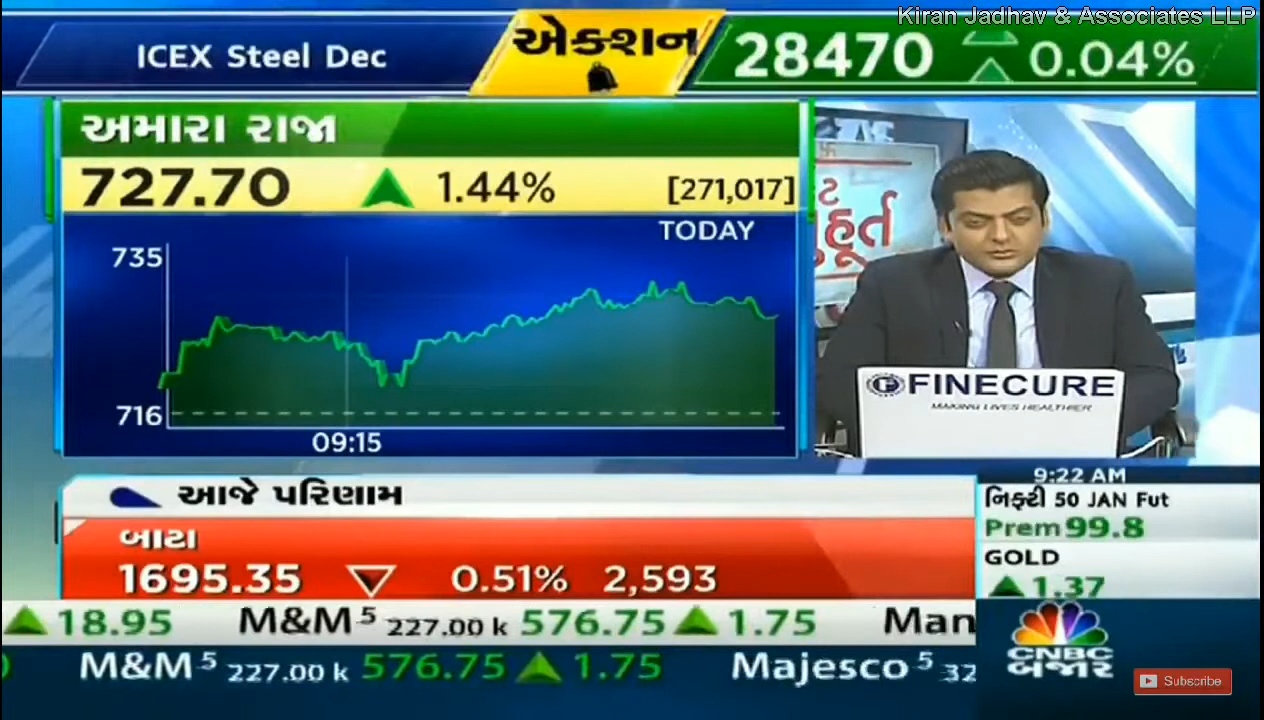 Kiran Jadhav & Associates LLP
ICEX Steel Dec
એક્શન
28470 0.04%
અમારા રાજા
727.70 1.44% [271,017]
TODAY
735
716
09:15
મુહૂર્ત
FINECURE
MAKING LIVES HEALTHIER
આજે પરિણામ
બાટા
1695.35 0.51% 2,593
9:22 AM
નિફ્ટી 50 JAN Fut
Prem 99.8
GOLD
1.37
18.95 M&M 5 227.00 k 576.75 1.75 Man
M&M 5 227.00 k 576.75 1.75 Majesco 5 32
CNBC
બજાર
Subscribe